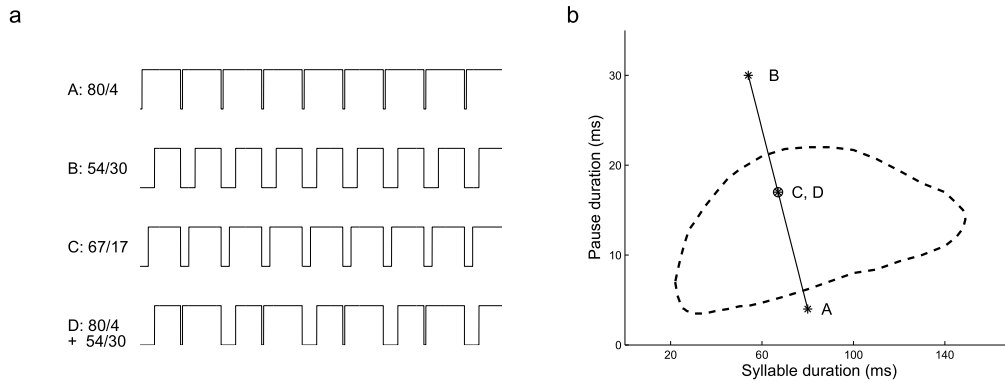 a
A: 80/4
B: 54/30
C: 67/17
D: 80/4
+ 54/30
b
Pause duration (ms)
30
20
10
0
B
C, D
A
20
60
100
140
Syllable duration (ms)